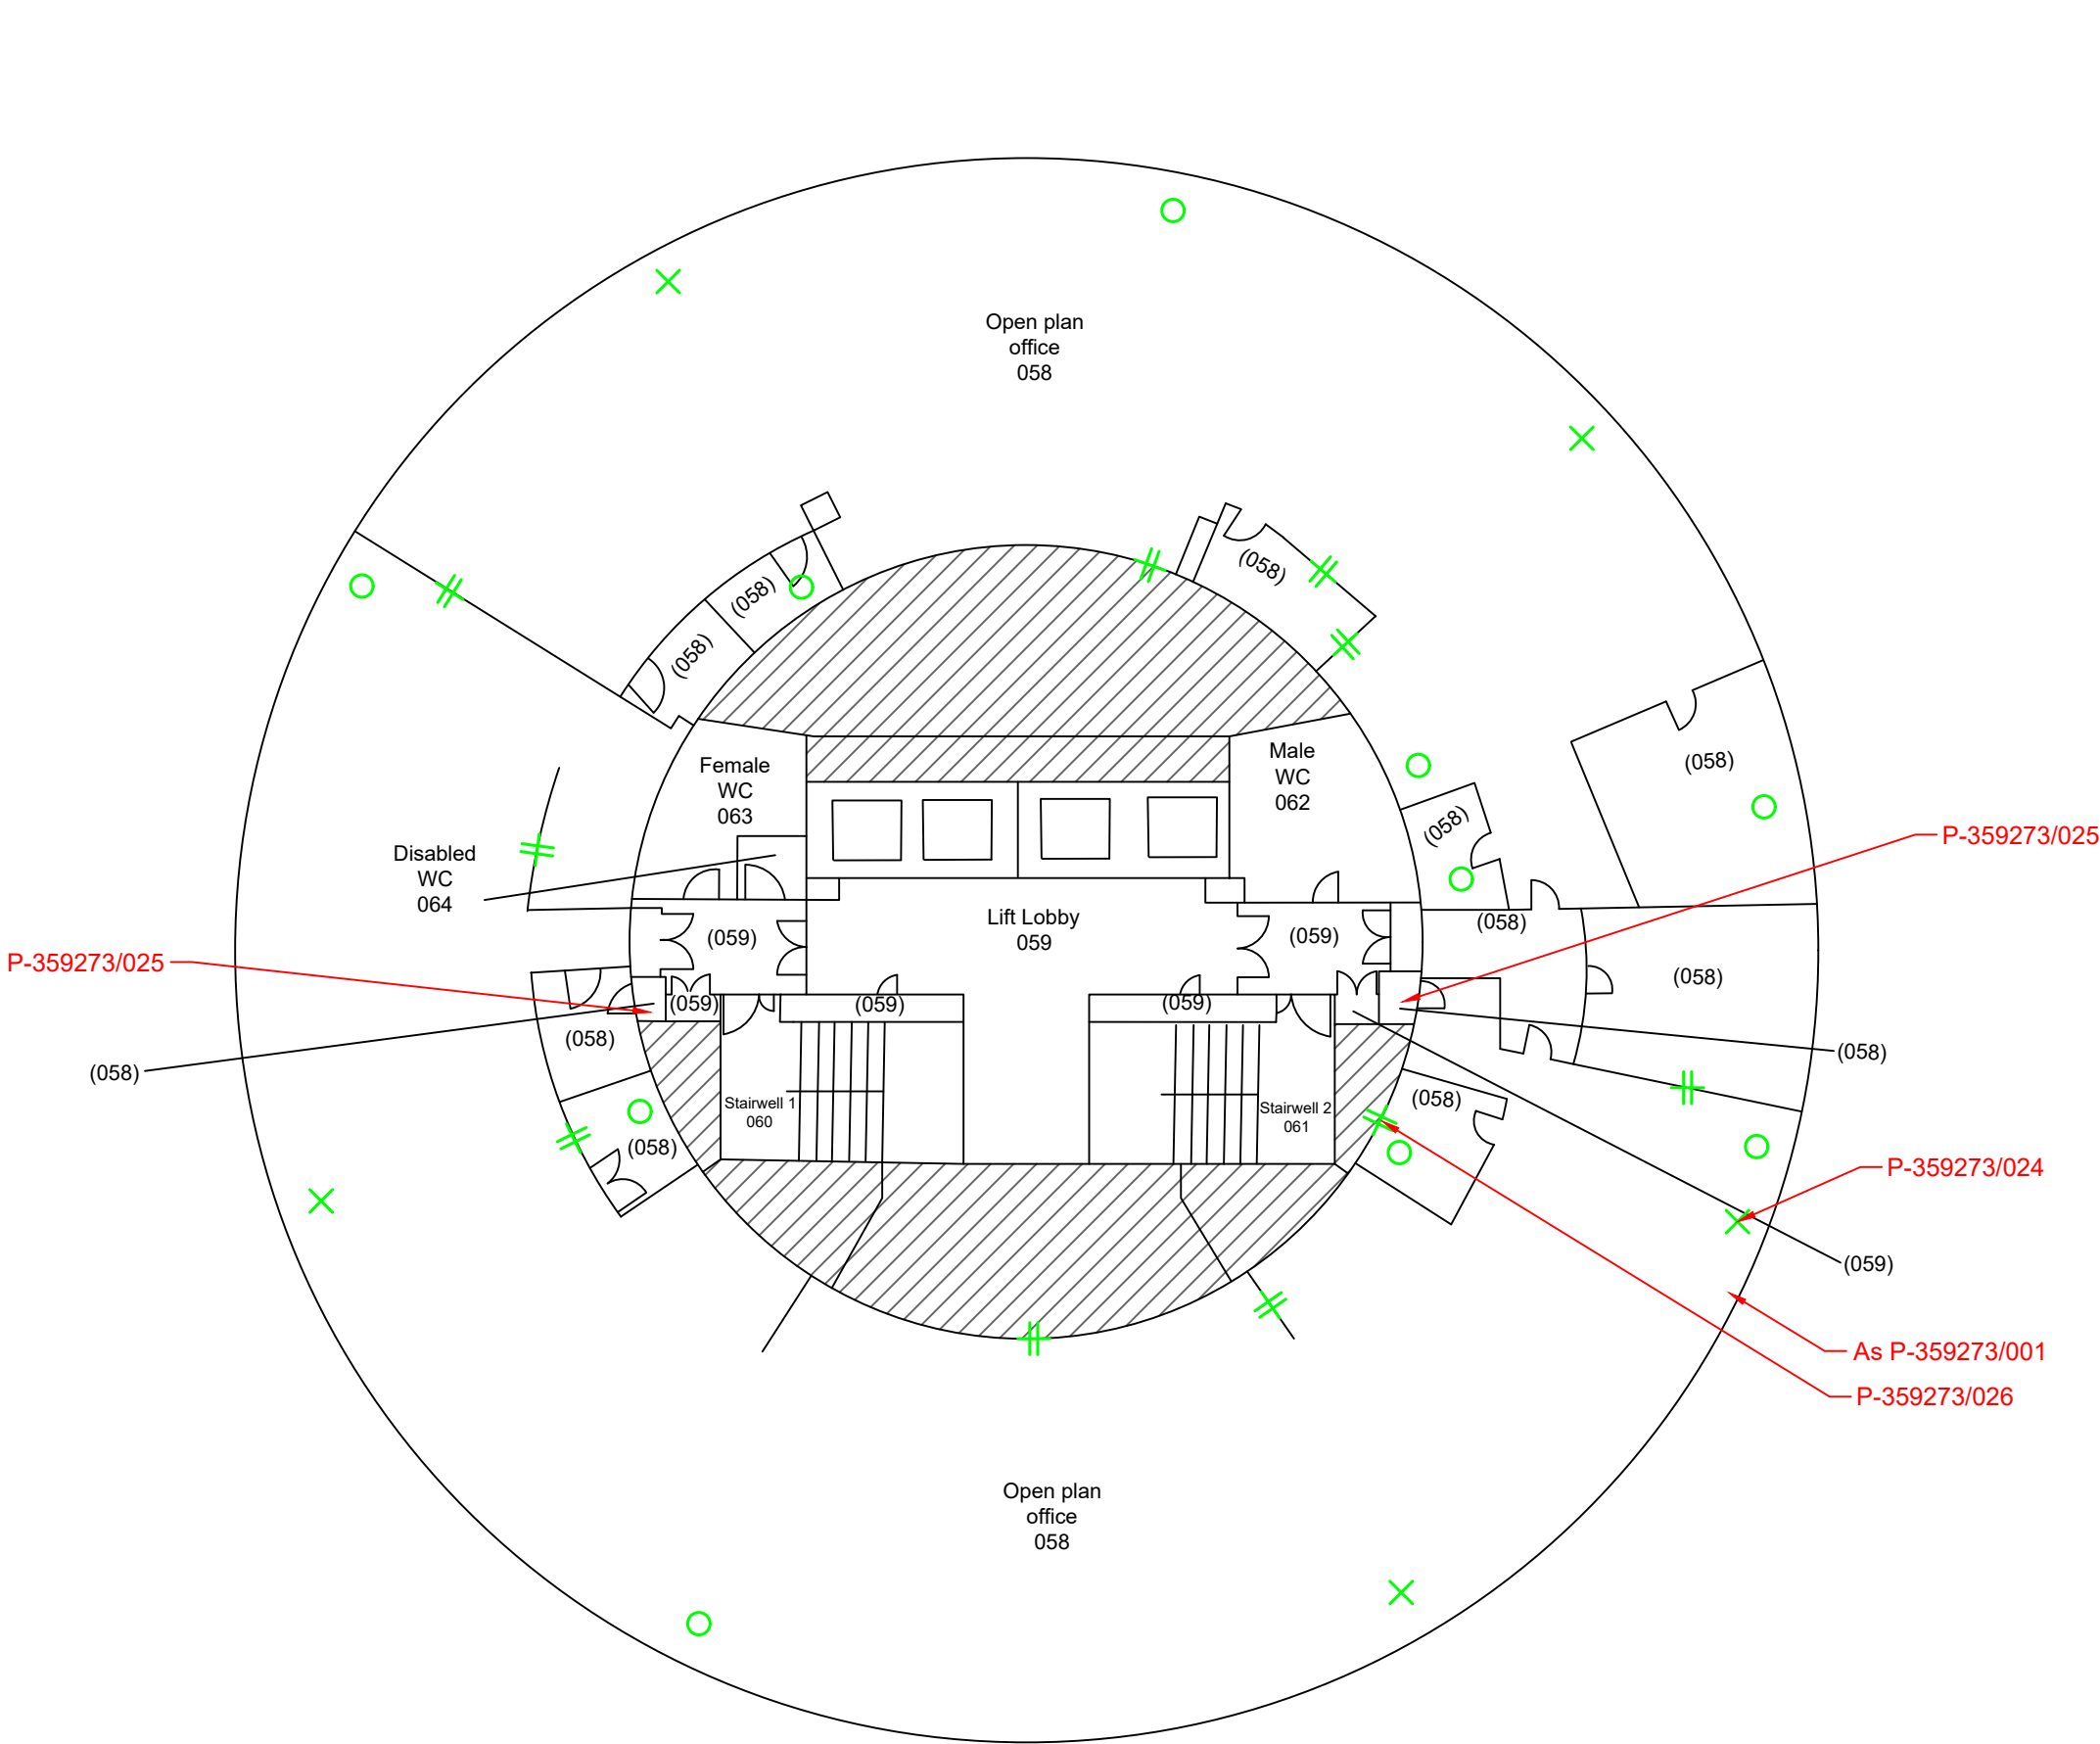 Open plan
office
058
(058)
(058)
(058)
(058)
Female
WC
063
Male
WC
062
(058)
P-359273/025
Disabled
WC
064
Lift Lobby
059
(059)
(059)
(058)
P-359273/025
(058)
(059)
(059)
(059)
(058)
(058)
(058)
Stairwell 1
060
Stairwell 2
061
(058)
(058)
P-359273/024
(059)
As P-359273/001
P-359273/026
Open plan
office
058